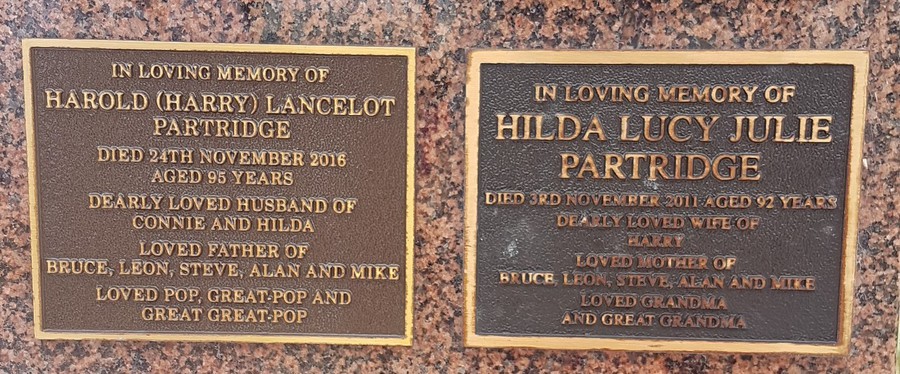 IN LOVING MEMORY OF
HAROLD (HARRY) LANCELOT
PARTRIDGE
DIED 24TH NOVEMBER 2016
AGED 95 YEARS
DEARLY LOVED HUSBAND OF
CONNIE AND HILDA
LOVED FATHER OF
BRUCE, LEON, STEVE, ALAN AND MIKE
LOVED POP, GREAT-POP AND
GREAT GREAT-POP
IN LOVING MEMORY OF
HILDA LUCY JULIE
PARTRIDGE
DIED 3RD NOVEMBER 2011 AGED 92 YEARS
DEARLY LOVED WIFE OF
HARRY
LOVED MOTHER OF
BRUCE, LEON, STEVE, ALAN AND MIKE
LOVED GRANDMA
AND GREAT GRANDMA